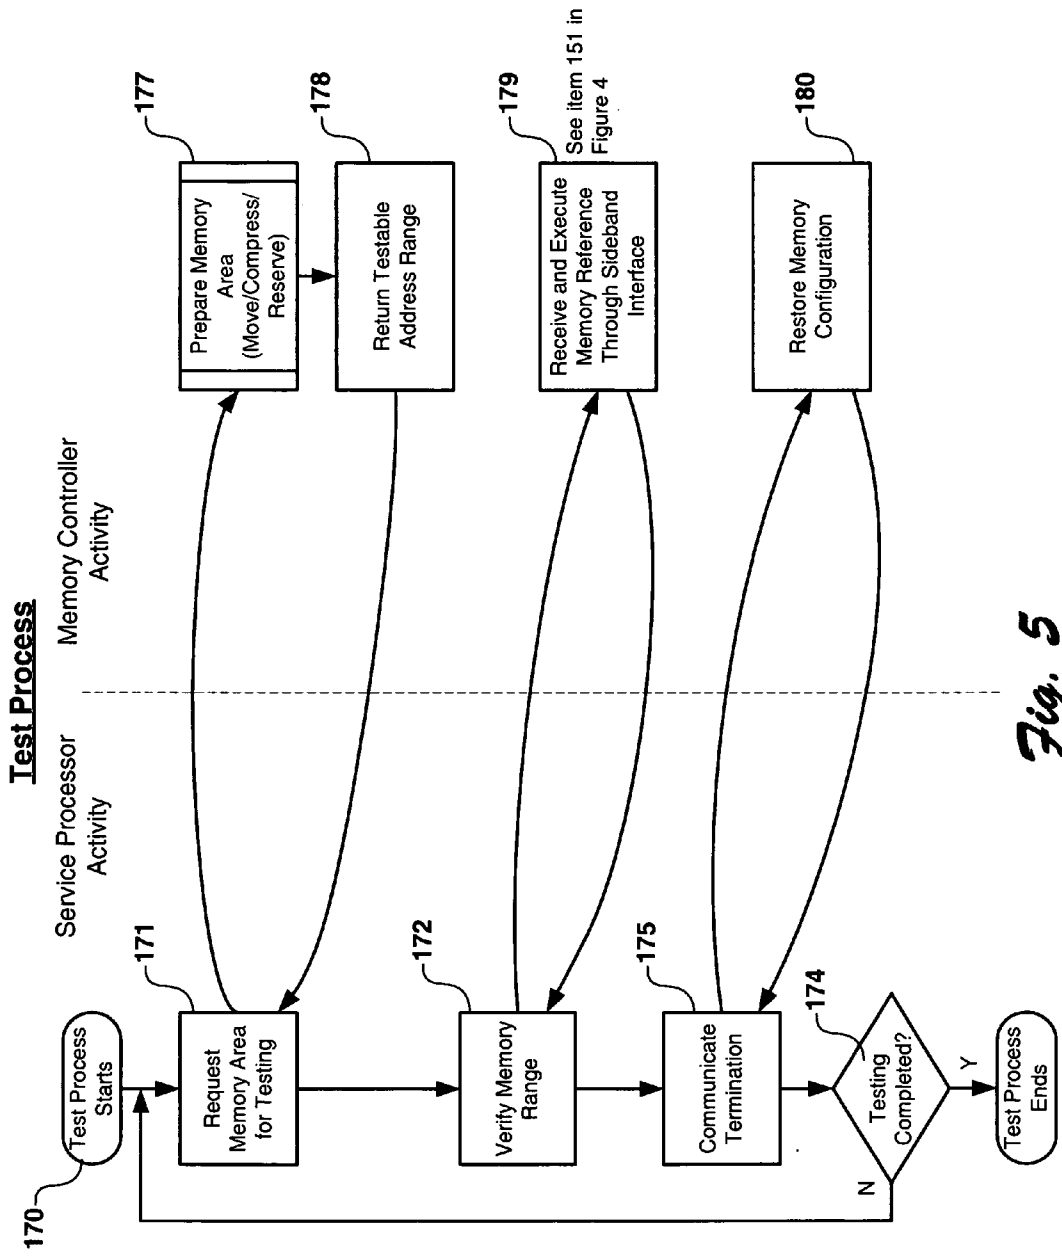 Test Process
Service Processor
Activity
Memory Controller
Activity
170
Test Process
Starts
171
Request
Memory Area
for Testing
177
Prepare Memory
Area
(Move/Compress/
Reserve)
178
Return Testable
Address Range
172
Verify Memory
Range
179
Receive and Execute
Memory Reference
Through Sideband
Interface
See item 151 in
Figure 4
175
Communicate
Termination
180
Restore Memory
Configuration
174
Testing
Completed?
N
Y
Test Process
Ends
Fig. 5